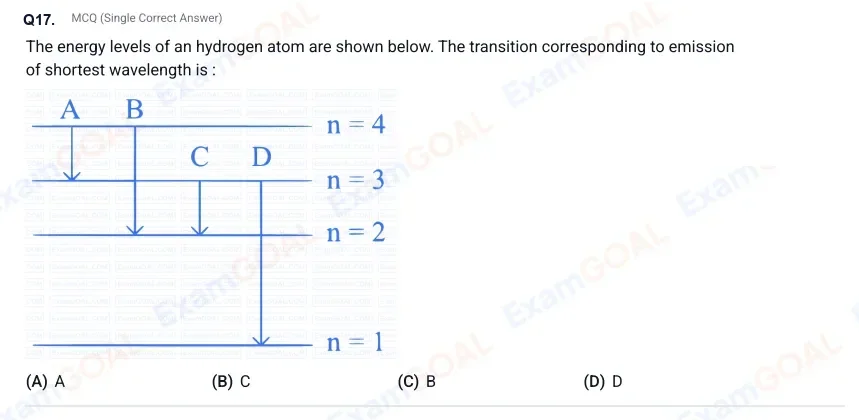 Q17. MCQ (Single Correct Answer)
The energy levels of an hydrogen atom are shown below. The transition corresponding to emission
of shortest wavelength is :
A B
n = 4
C D
n = 3
n = 2
n = 1
(A) A (B) C (C) B (D) D
ExamGOAL